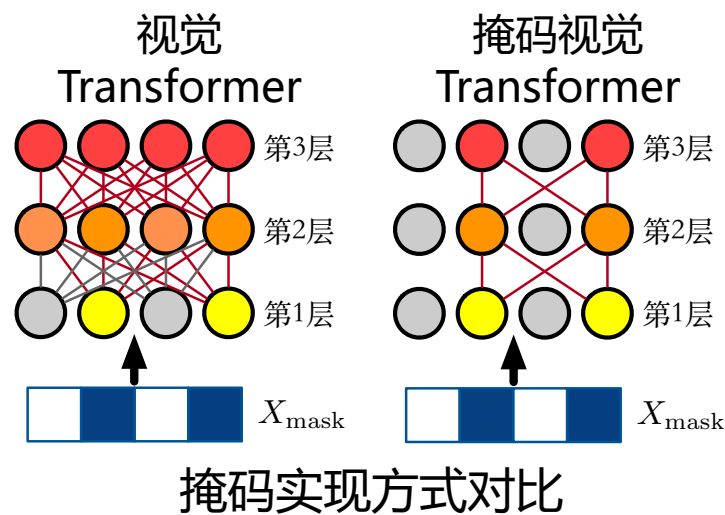 视觉
Transformer
掩码视觉
Transformer
第3层
第3层
第2层
第2层
第1层
第1层
X_mask
X_mask
掩码实现方式对比